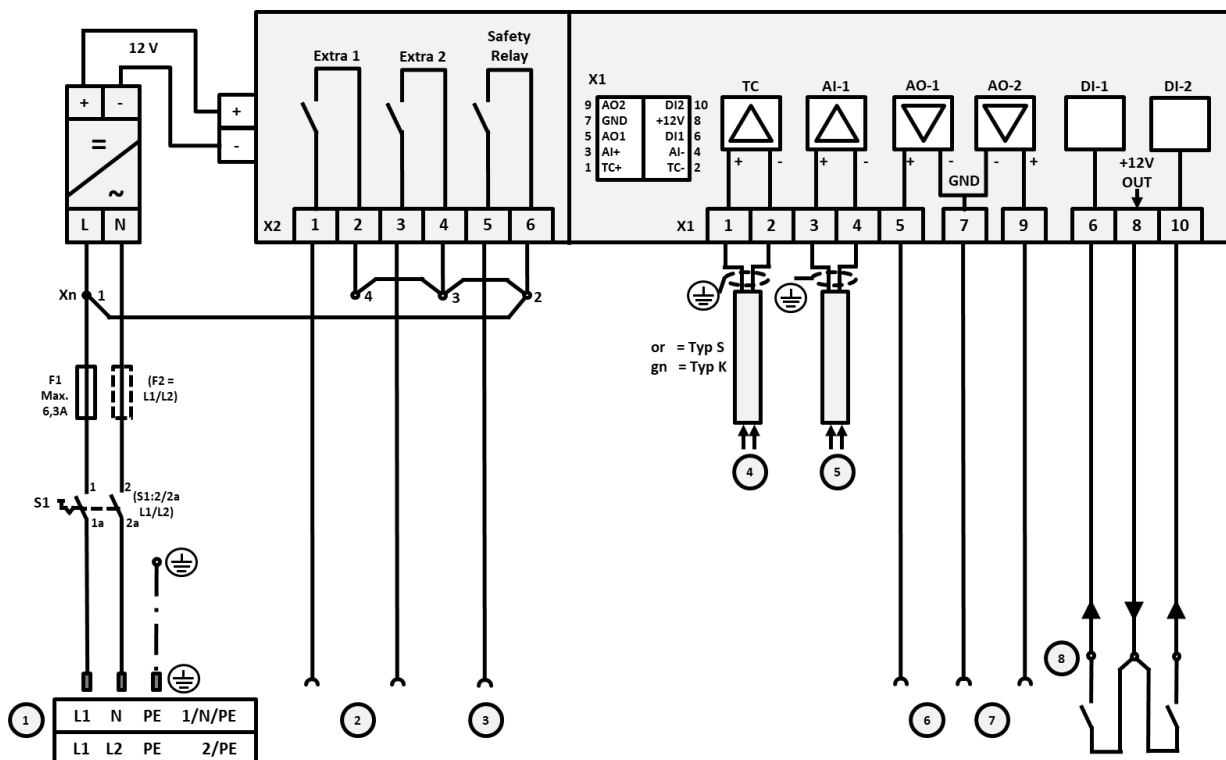 12 V
+ -
=
~
L N
+
-
Extra 1 Extra 2 Safety Relay
X2 1 2 3 4 5 6
X1
9 AO2 DI2 10
7 GND +12V 8
5 AO1 DI1 6
3 AI+ AI- 4
1 TC+ TC- 2
TC AI-1 AO-1 AO-2 DI-1 DI-2
+ - + - + - - +
GND
+12V
OUT
X1 1 2 3 4 5 7 9 6 8 10
Xn 1 4 3 2
or = Typ S
gn = Typ K
F1
Max.
6,3A
(F2 =
L1/L2)
S1 1 2
1a 2a
(S1:2/2a
L1/L2)
4 5
8
1 2 3 6 7
L1 N PE 1/N/PE
L1 L2 PE 2/PE